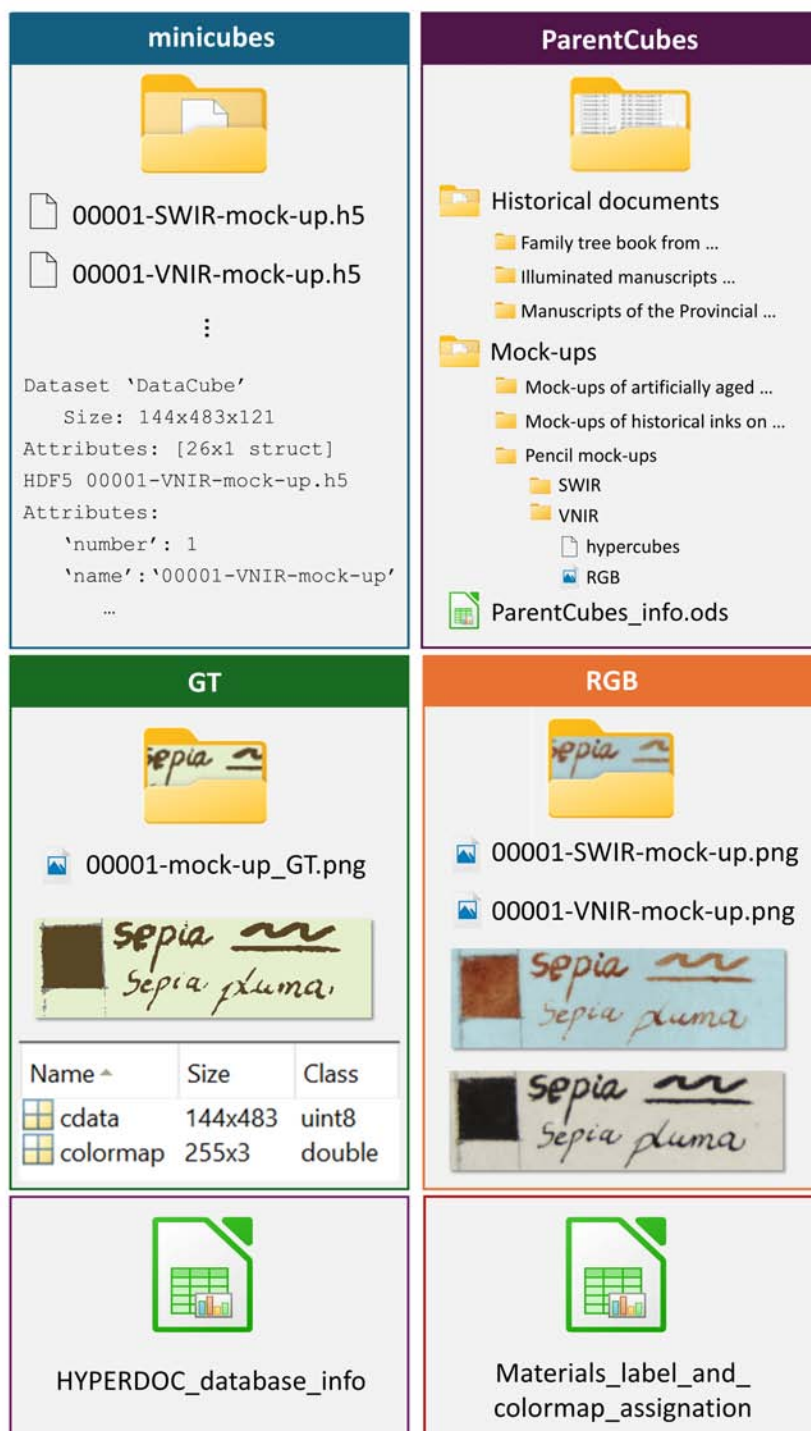 minicubes
00001-SWIR-mock-up.h5
00001-VNIR-mock-up.h5
⋮
Dataset ‘DataCube’
Size: 144x483x121
Attributes: [26x1 struct]
HDF5 00001-VNIR-mock-up.h5
Attributes:
‘number’: 1
‘name’:‘00001-VNIR-mock-up’
…
ParentCubes
Historical documents
Family tree book from ...
Illuminated manuscripts ...
Manuscripts of the Provincial ...
Mock-ups
Mock-ups of artificially aged ...
Mock-ups of historical inks on ...
Pencil mock-ups
SWIR
VNIR
hypercubes
RGB
ParentCubes_info.ods
GT
sepia
00001-mock-up_GT.png
sepia
Sepia pluma
Name Size Class
cdata 144x483 uint8
colormap 255x3 double
RGB
sepia
00001-SWIR-mock-up.png
00001-VNIR-mock-up.png
sepia
Sepia pluma
sepia
Sepia pluma
HYPERDOC_database_info
Materials_label_and_
colormap_assignation